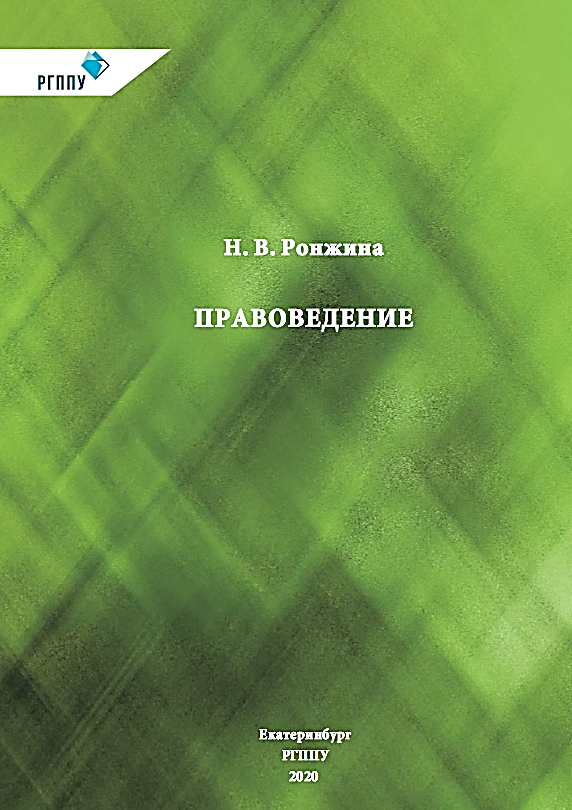 РГППУ
Н. В. Ронжина
ПРАВОВЕДЕНИЕ
Екатеринбург
РГППУ
2020